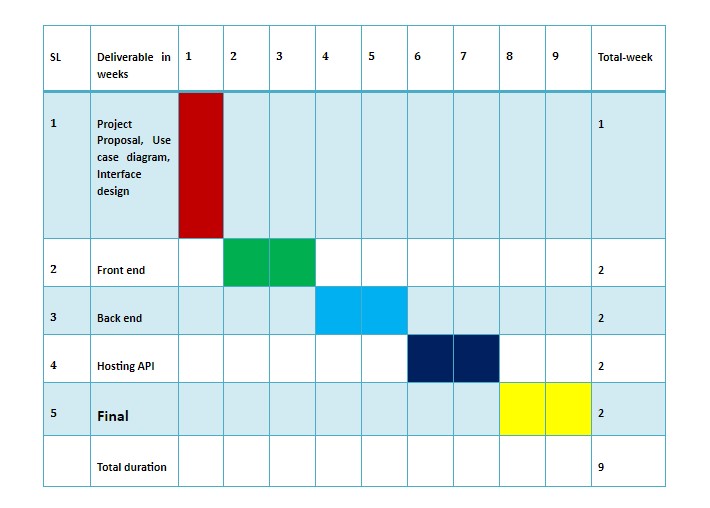 SL Deliverable in weeks 1 2 3 4 5 6 7 8 9 Total-week
1 Project Proposal, Use case diagram, Interface design 1
2 Front end 2
3 Back end 2
4 Hosting API 2
5 Final 2
Total duration 9